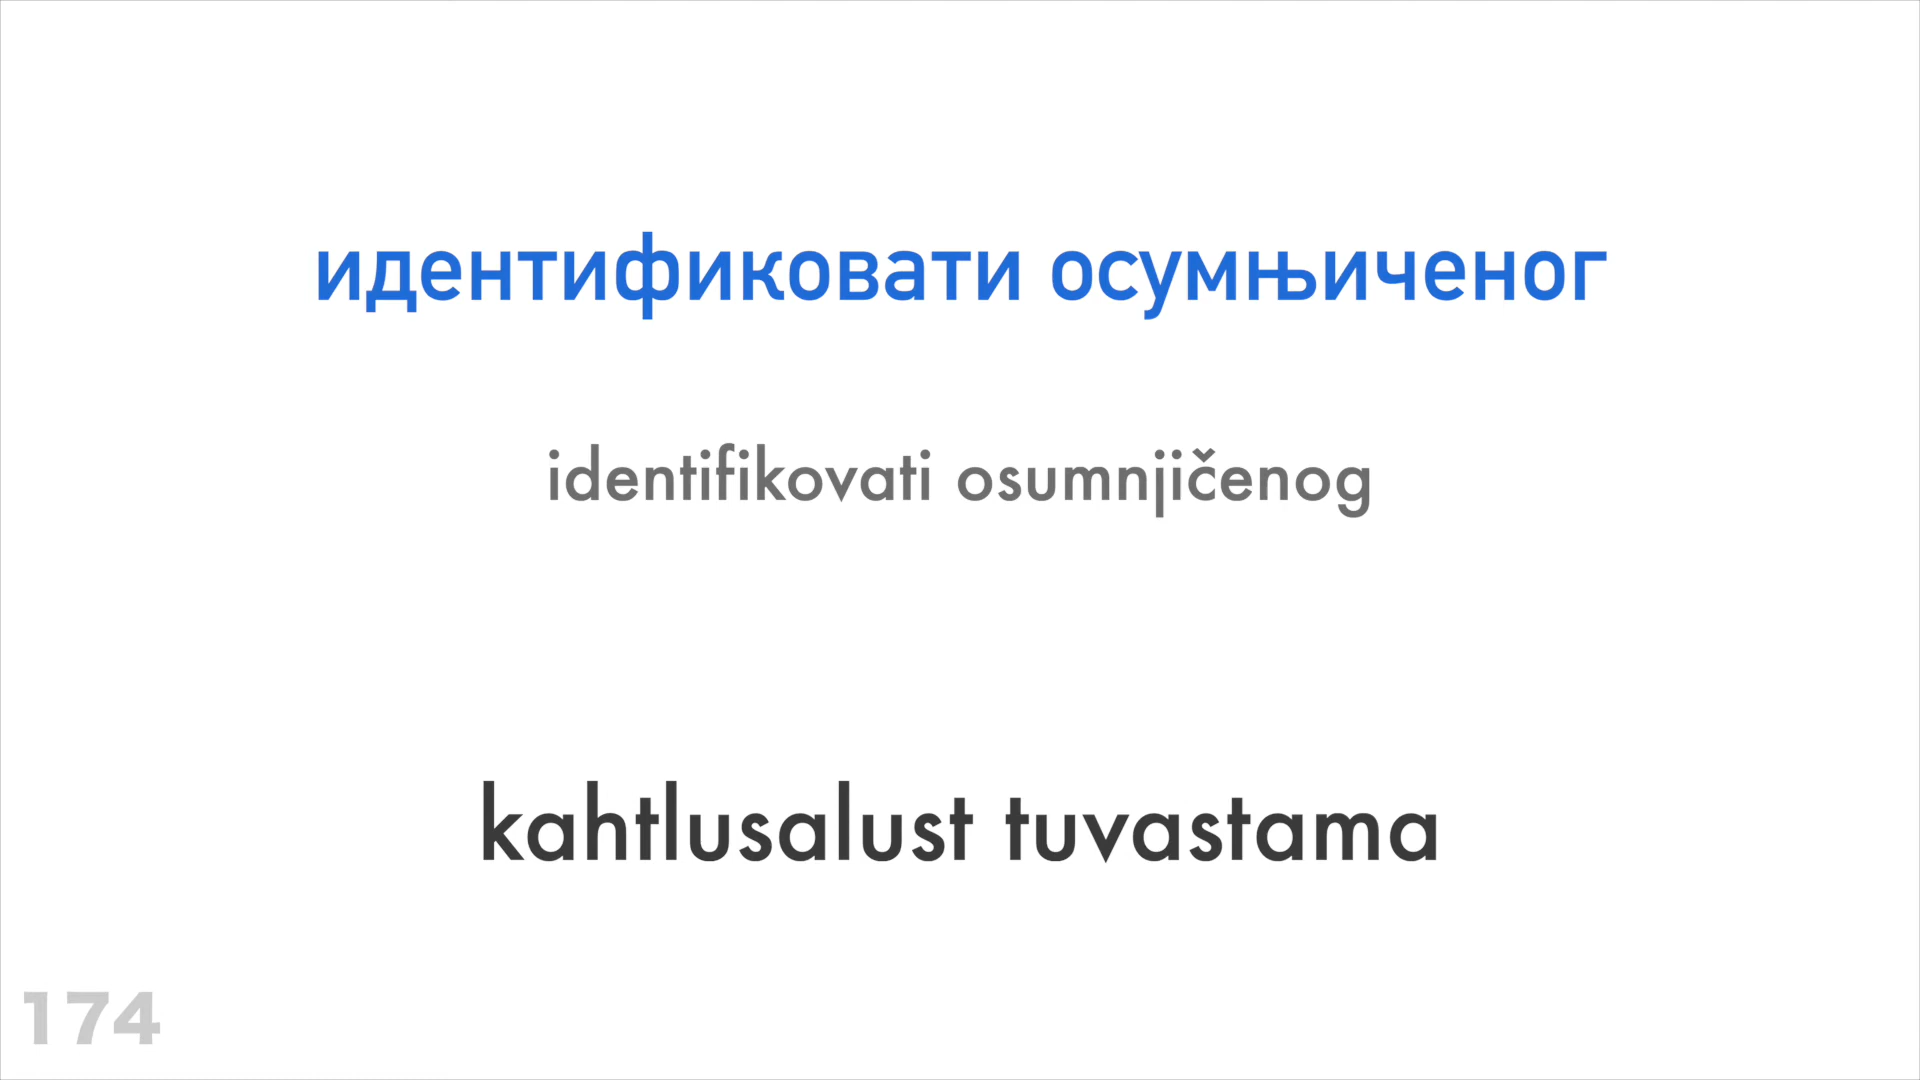 идентификовати осумњиченог
identifikovati osumnjičenog
kahtlusalust tuvastama
174